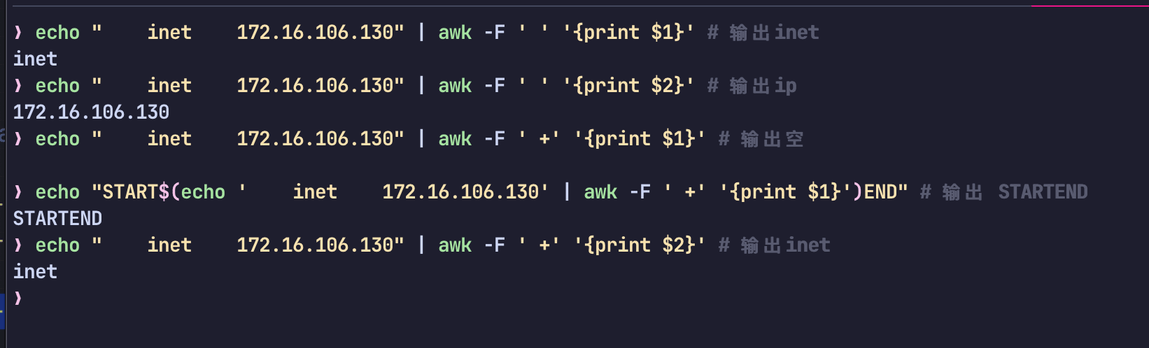 ❯ echo "    inet    172.16.106.130" | awk -F ' ' '{print $1}' # 输出inet
inet
❯ echo "    inet    172.16.106.130" | awk -F ' ' '{print $2}' # 输出ip
172.16.106.130
❯ echo "    inet    172.16.106.130" | awk -F ' +' '{print $1}' # 输出空
❯ echo "START$(echo '    inet    172.16.106.130' | awk -F ' +' '{print $1}')END" # 输出 STARTEND
STARTEND
❯ echo "    inet    172.16.106.130" | awk -F ' +' '{print $2}' # 输出inet
inet
❯